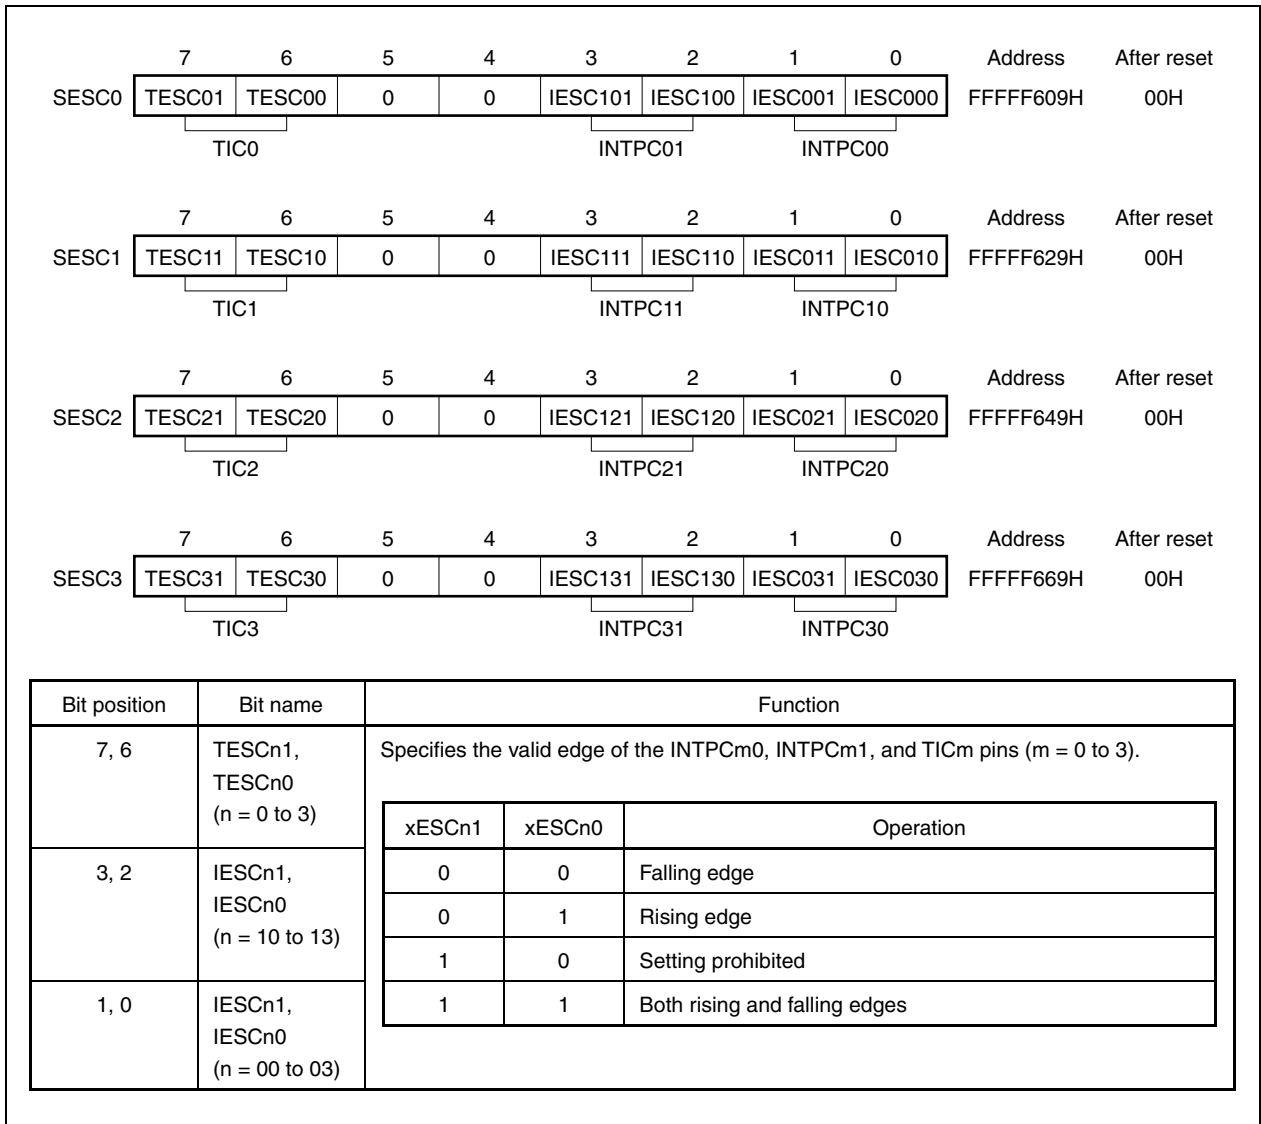 7 6 5 4 3 2 1 0 Address After reset
SESC0 TESC01 TESC00 0 0 IESC101 IESC100 IESC001 IESC000 FFFFF609H 00H
TIC0 INTPC01 INTPC00
7 6 5 4 3 2 1 0 Address After reset
SESC1 TESC11 TESC10 0 0 IESC111 IESC110 IESC011 IESC010 FFFFF629H 00H
TIC1 INTPC11 INTPC10
7 6 5 4 3 2 1 0 Address After reset
SESC2 TESC21 TESC20 0 0 IESC121 IESC120 IESC021 IESC020 FFFFF649H 00H
TIC2 INTPC21 INTPC20
7 6 5 4 3 2 1 0 Address After reset
SESC3 TESC31 TESC30 0 0 IESC131 IESC130 IESC031 IESC030 FFFFF669H 00H
TIC3 INTPC31 INTPC30
Bit position Bit name Function
7, 6 TESCn1,
TESCn0
(n = 0 to 3)
Specifies the valid edge of the INTPCm0, INTPCm1, and TICm pins (m = 0 to 3).
xESCn1 xESCn0 Operation
0 0 Falling edge
0 1 Rising edge
1 0 Setting prohibited
1 1 Both rising and falling edges
3, 2 IESCn1,
IESCn0
(n = 10 to 13)
1, 0 IESCn1,
IESCn0
(n = 00 to 03)